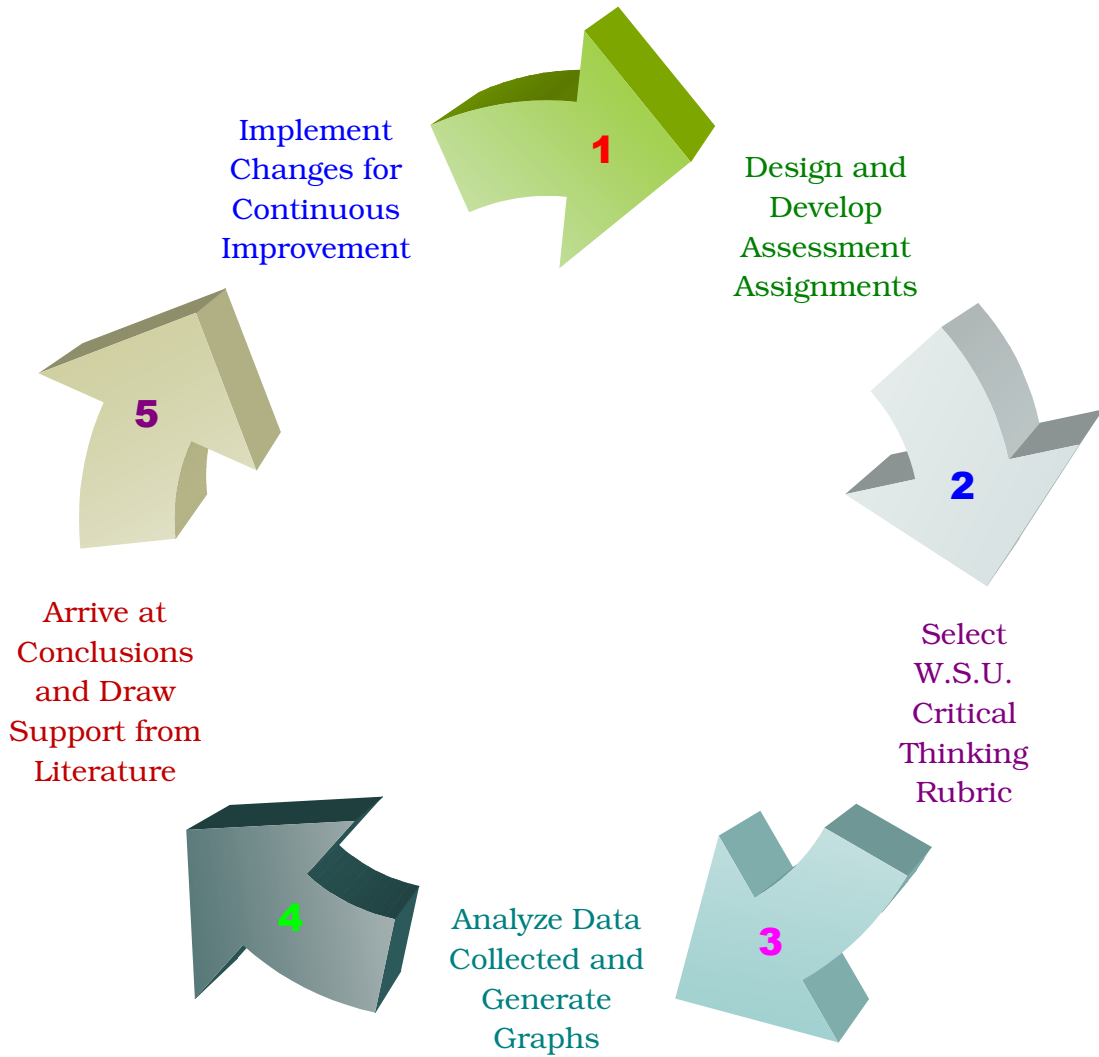 1
Design and
Develop
Assessment
Assignments
2
Select
W.S.U.
Critical
Thinking
Rubric
3
Analyze Data
Collected and
Generate
Graphs
4
Arrive at
Conclusions
and Draw
Support from
Literature
5
Implement
Changes for
Continuous
Improvement